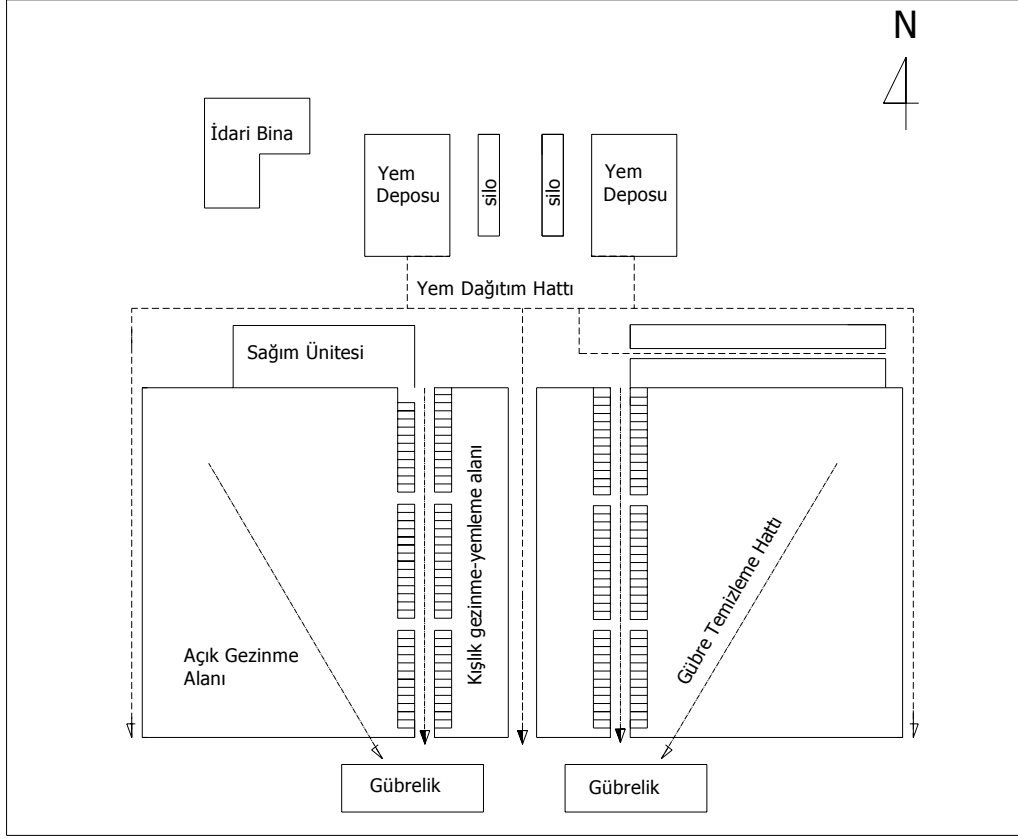 N
İdari Bina
Yem
Deposu
silo
silo
Yem
Deposu
Yem Dağıtım Hattı
Sağım Ünitesi
Kışlık gezinme-yemleme alanı
Gübre Temizleme Hattı
Açık Gezinme
Alanı
Gübrelik
Gübrelik